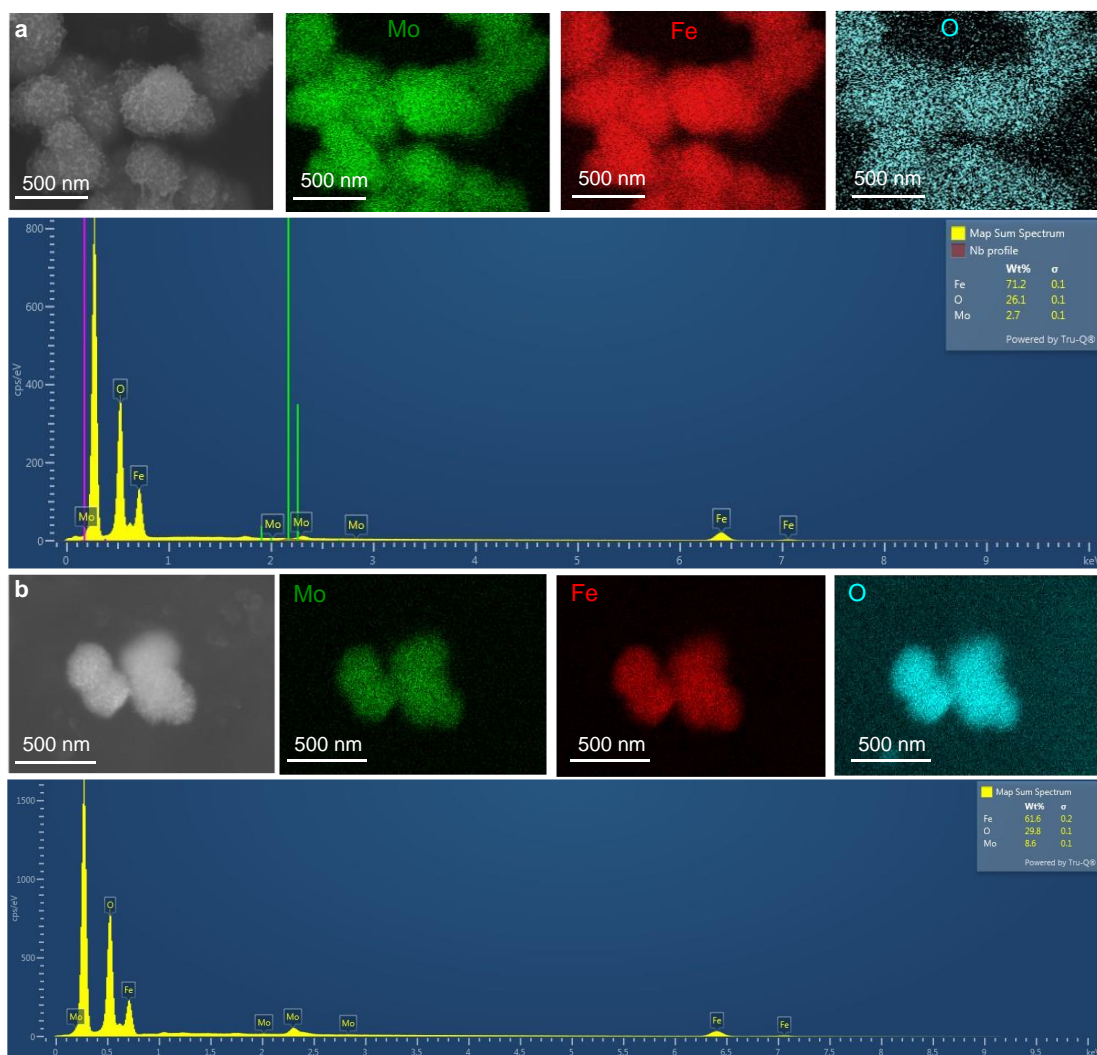 a
Mo
Fe
O
500 nm
500 nm
500 nm
500 nm
Map Sum Spectrum
Nb profile
Wt% σ
Fe 71.2 0.1
O 26.1 0.1
Mo 2.7 0.1
Powered by Tru-Q®
cps/eV
800
600
400
200
0
Mo
O
Fe
Mo
Mo
Mo
Fe
Fe
0 1 2 3 4 5 6 7 8 9 keV
b
Mo
Fe
O
500 nm
500 nm
500 nm
500 nm
Map Sum Spectrum
Wt% σ
Fe 61.6 0.2
O 29.8 0.1
Mo 8.6 0.1
Powered by Tru-Q®
cps/eV
1500
1000
500
0
Mo
O
Fe
Mo
Mo
Mo
Fe
Fe
0 0.5 1 1.5 2 2.5 3 3.5 4 4.5 5 5.5 6 6.5 7 7.5 8 8.5 9 9.5 keV